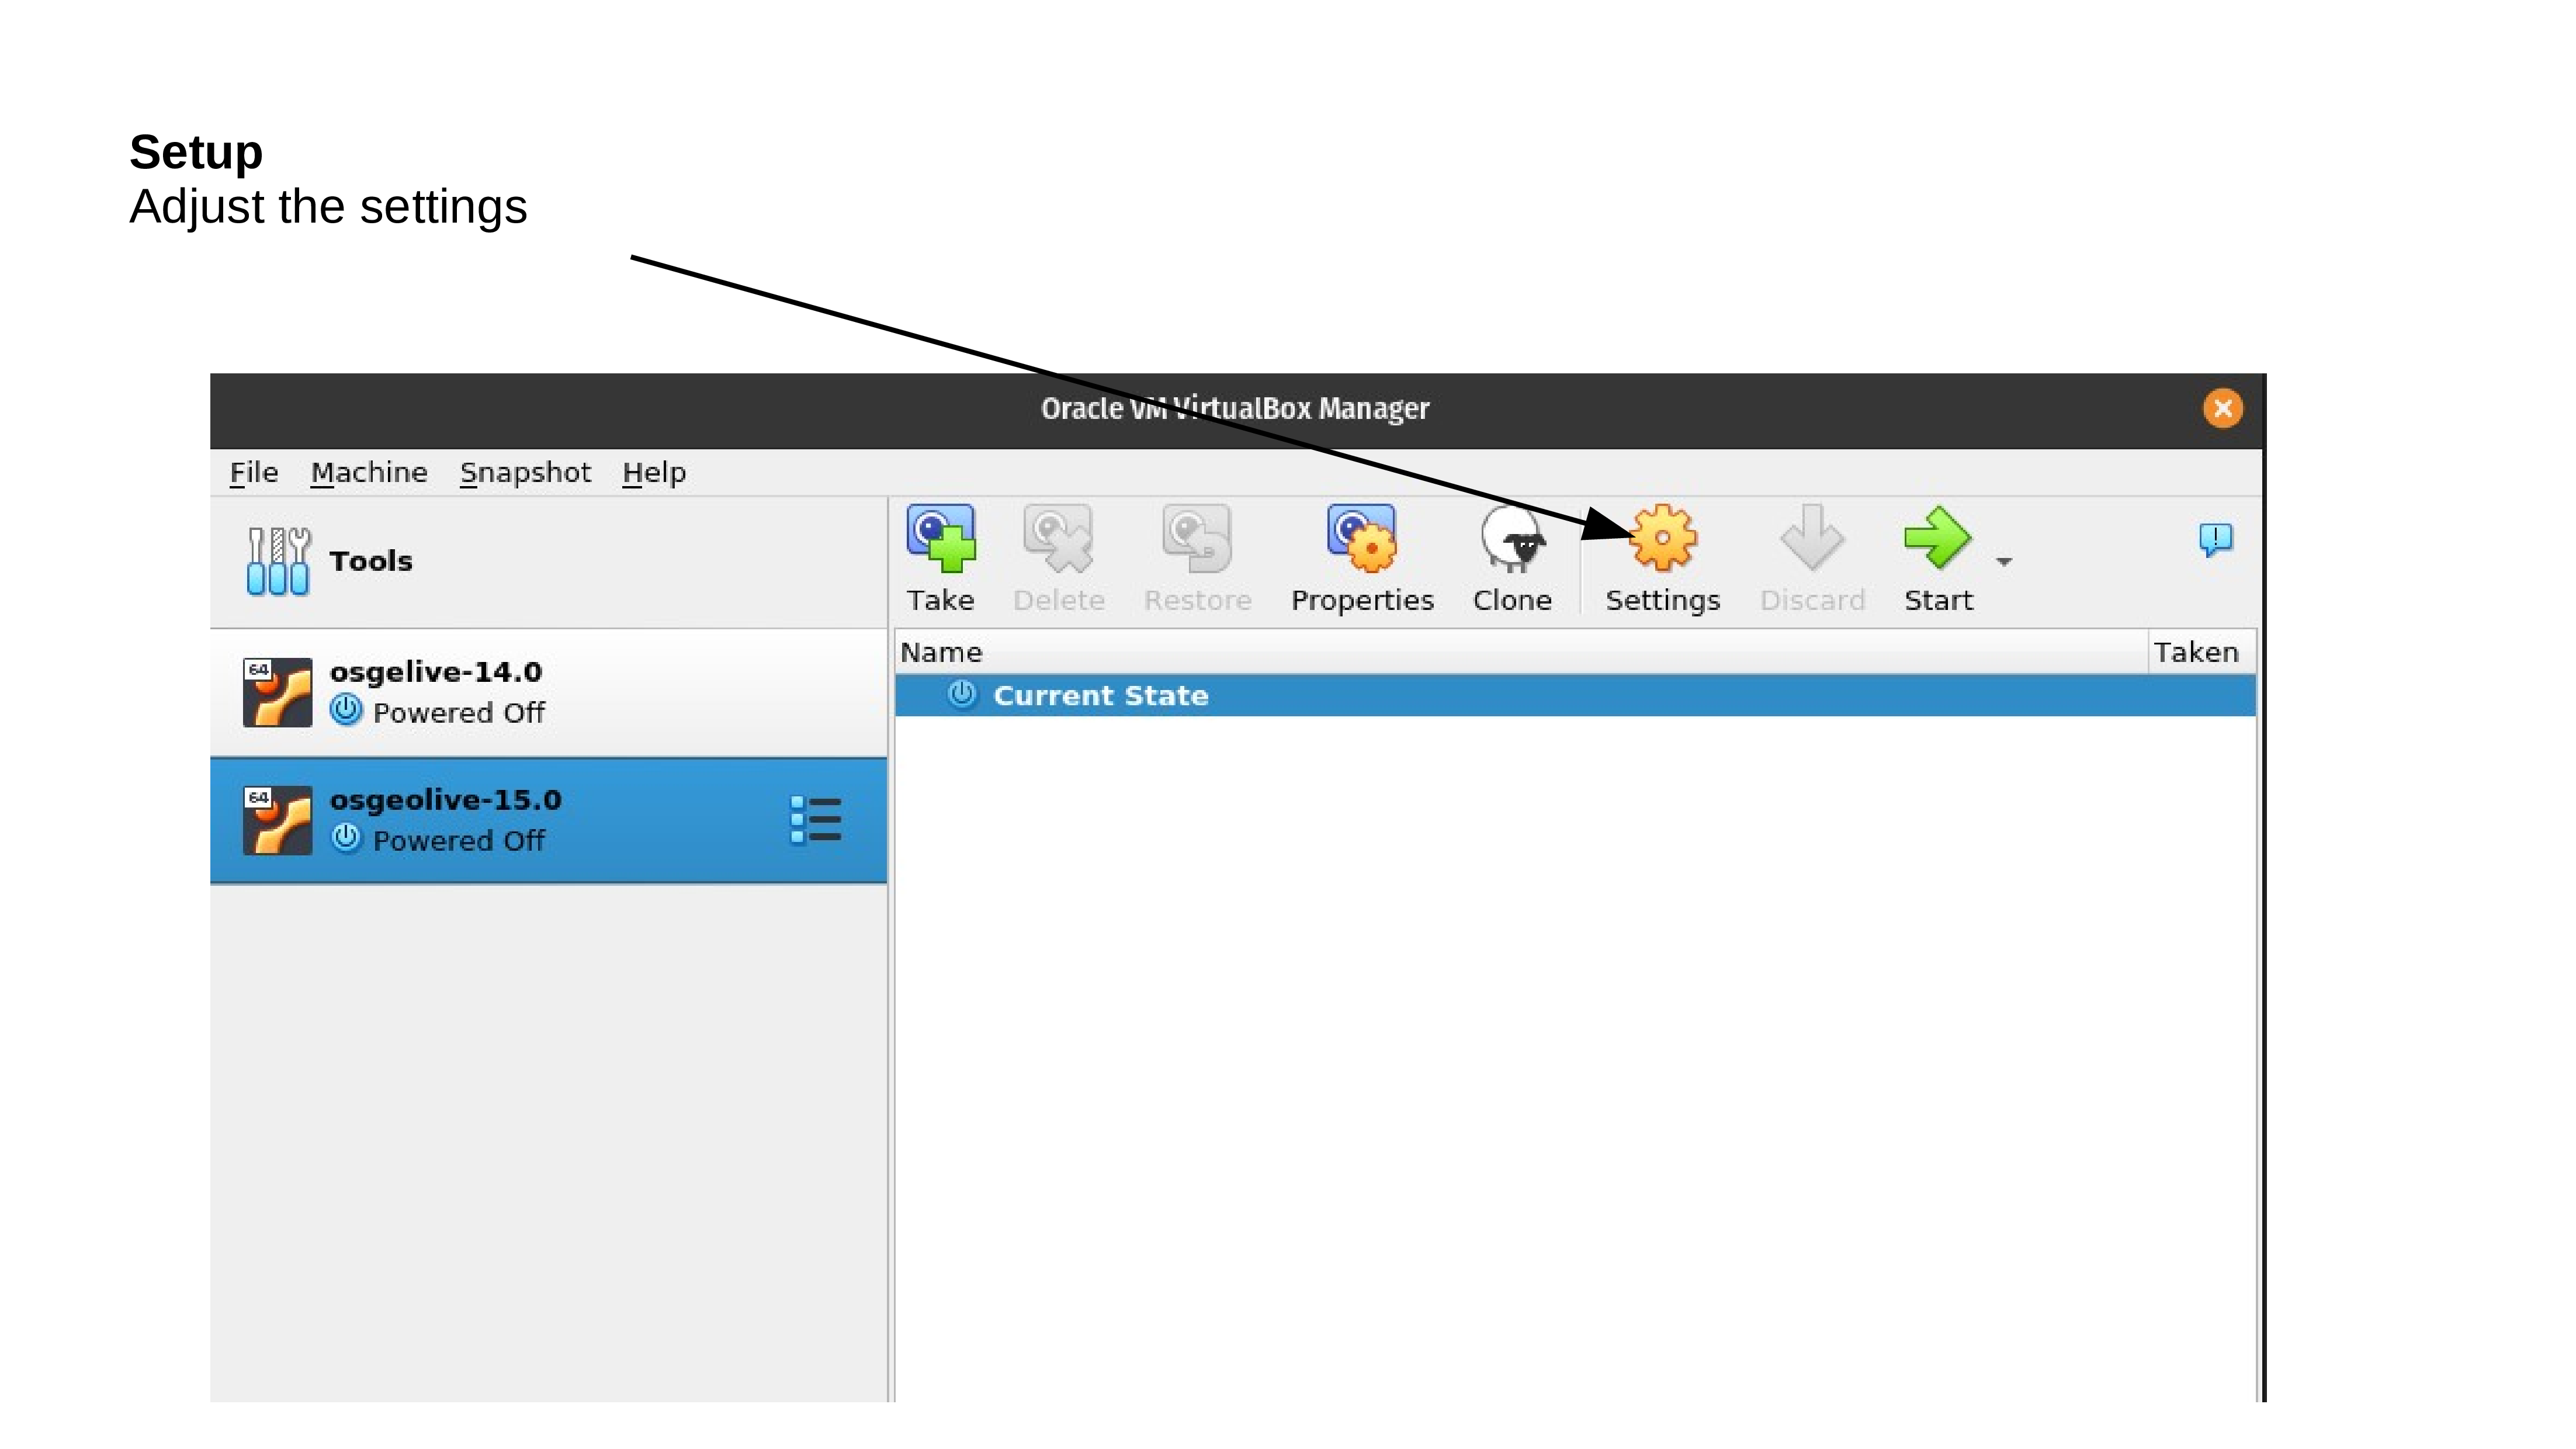 Setup
Adjust the settings
Oracle VM VirtualBox Manager
File Machine Snapshot Help
Tools
Take Delete Restore Properties Clone Settings Discard Start
Name Taken
Current State
64 osgelive-14.0
Powered Off
64 osgeolive-15.0
Powered Off